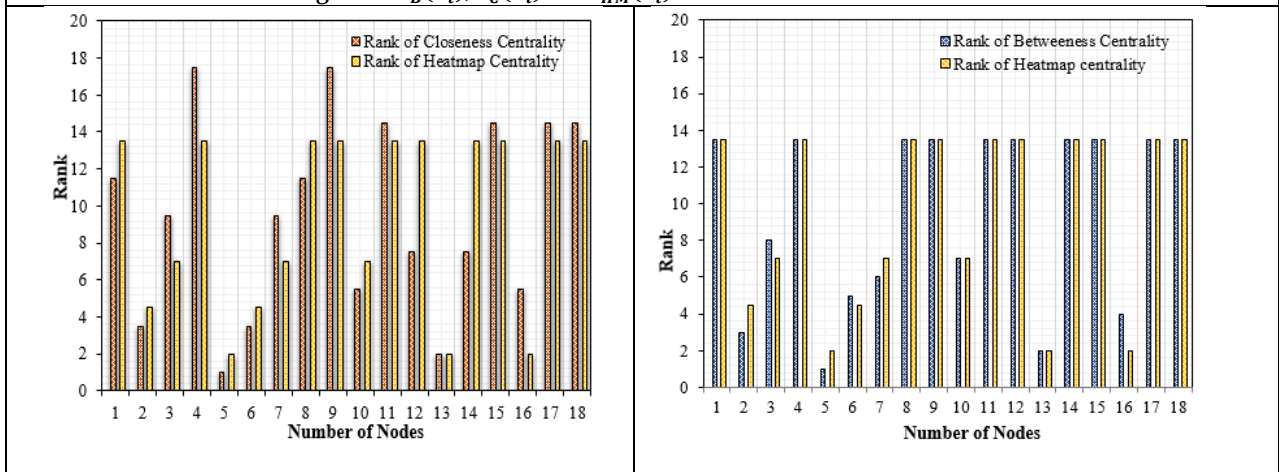 20
18
16
14
12
10
8
6
4
2
0
Rank
Rank of Closeness Centrality
Rank of Heatmap Centrality
1 2 3 4 5 6 7 8 9 10 11 12 13 14 15 16 17 18
Number of Nodes
20
18
16
14
12
10
8
6
4
2
0
Rank
Rank of Betweeness Centrality
Rank of Heatmap centrality
1 2 3 4 5 6 7 8 9 10 11 12 13 14 15 16 17 18
Number of Nodes